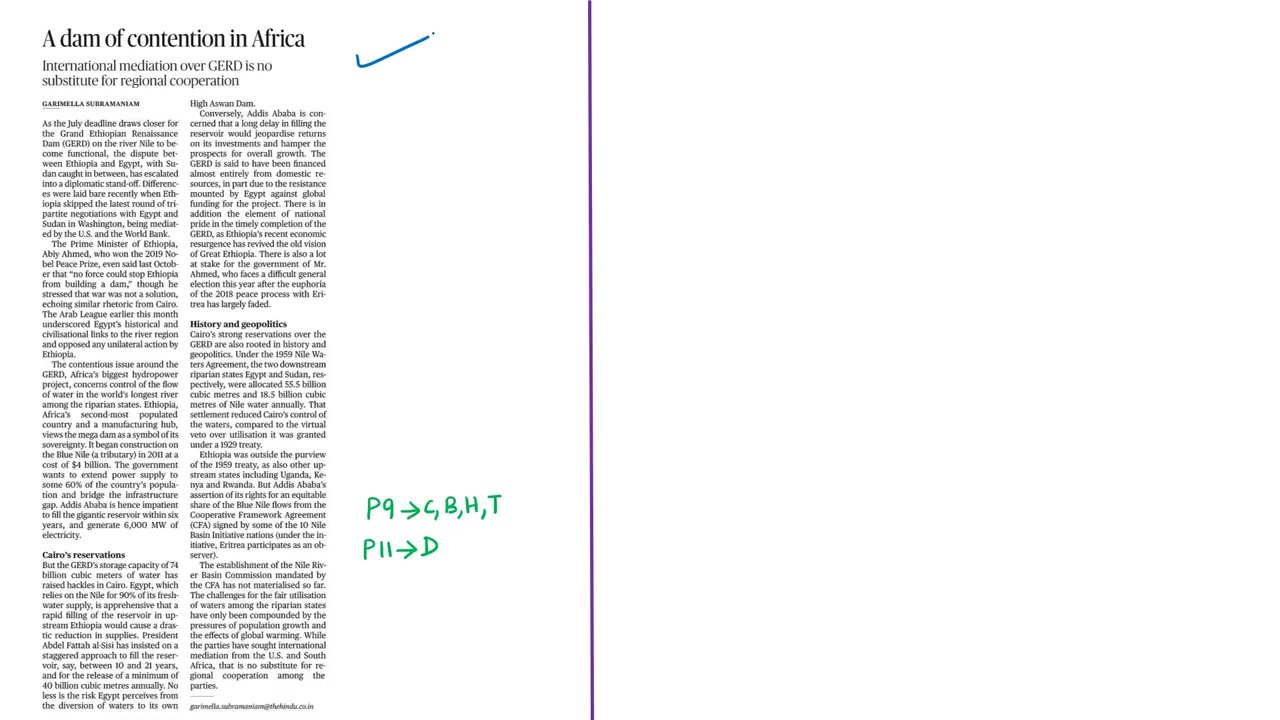 A dam of contention in Africa
International mediation over GERD is no
substitute for regional cooperation
GARIMELLA SUBRAMANIAM
As the July deadline draws closer for
the Grand Ethiopian Renaissance
Dam (GERD) on the river Nile to be-
come functional, the dispute bet-
ween Ethiopia and Egypt, with Su-
dan caught in between, has escalated
into a diplomatic stand-off. Differenc-
es were laid bare recently when Eth-
iopia skipped the latest round of tri-
partite negotiations with Egypt and
Sudan in Washington, being mediat-
ed by the U.S. and the World Bank.
The Prime Minister of Ethiopia,
Abiy Ahmed, who won the 2019 No-
bel Peace Prize, even said last Octob-
er that “no force could stop Ethiopia
from building a dam,” though he
stressed that war was not a solution,
echoing similar rhetoric from Cairo.
The Arab League earlier this month
underscored Egypt’s historical and
civilisational links to the river region
and opposed any unilateral action by
Ethiopia.
The contentious issue around the
GERD, Africa’s biggest hydropower
project, concerns control of the flow
of water in the world’s longest river
among the riparian states. Ethiopia,
Africa’s second-most populated
country and a manufacturing hub,
views the mega dam as a symbol of its
sovereignty. It began construction on
the Blue Nile (a tributary) in 2011 at a
cost of $4 billion. The government
wants to extend power supply to
some 60% of the country’s popula-
tion and bridge the infrastructure
gap. Addis Ababa is hence impatient
to fill the gigantic reservoir within six
years, and generate 6,000 MW of
electricity.
Cairo’s reservations
But the GERD’s storage capacity of 74
billion cubic meters of water has
raised hackles in Cairo. Egypt, which
relies on the Nile for 90% of its fresh-
water supply, is apprehensive that a
rapid filling of the reservoir in up-
stream Ethiopia would cause a dras-
tic reduction in supplies. President
Abdel Fattah al-Sisi has insisted on a
staggered approach to fill the reser-
voir, say, between 10 and 21 years,
and for the release of a minimum of
40 billion cubic metres annually. No
less is the risk Egypt perceives from
the diversion of waters to its own
High Aswan Dam.
Conversely, Addis Ababa is con-
cerned that a long delay in filling the
reservoir would jeopardise returns
on its investments and hamper the
prospects for overall growth. The
GERD is said to have been financed
almost entirely from domestic re-
sources, in part due to the resistance
mounted by Egypt against global
funding for the project. There is in
addition the element of national
pride in the timely completion of the
GERD, as Ethiopia’s recent economic
resurgence has revived the old vision
of Great Ethiopia. There is also a lot
at stake for the government of Mr.
Ahmed, who faces a difficult general
election this year after the euphoria
of the 2018 peace process with Eri-
trea has largely faded.
History and geopolitics
Cairo’s strong reservations over the
GERD are also rooted in history and
geopolitics. Under the 1959 Nile Wa-
ters Agreement, the two downstream
riparian states Egypt and Sudan, res-
pectively, were allocated 55.5 billion
cubic metres and 18.5 billion cubic
metres of Nile water annually. That
settlement reduced Cairo’s control of
the waters, compared to the virtual
veto over utilisation it was granted
under a 1929 treaty.
Ethiopia was outside the purview
of the 1959 treaty, as also other up-
stream states including Uganda, Ke-
nya and Rwanda. But Addis Ababa’s
assertion of its rights for an equitable
share of the Blue Nile flows from the
Cooperative Framework Agreement
(CFA) signed by some of the 10 Nile
Basin Initiative nations (under the in-
itiative, Eritrea participates as an ob-
server).
The establishment of the Nile Riv-
er Basin Commission mandated by
the CFA has not materialised so far.
The challenges for the fair utilisation
of waters among the riparian states
have only been compounded by the
pressures of population growth and
the effects of global warming. While
the parties have sought international
mediation from the U.S. and South
Africa, that is no substitute for re-
gional cooperation among the
parties.
garimella.subramaniam@thehindu.co.in
P9 → C, B, H, T
P11 → D